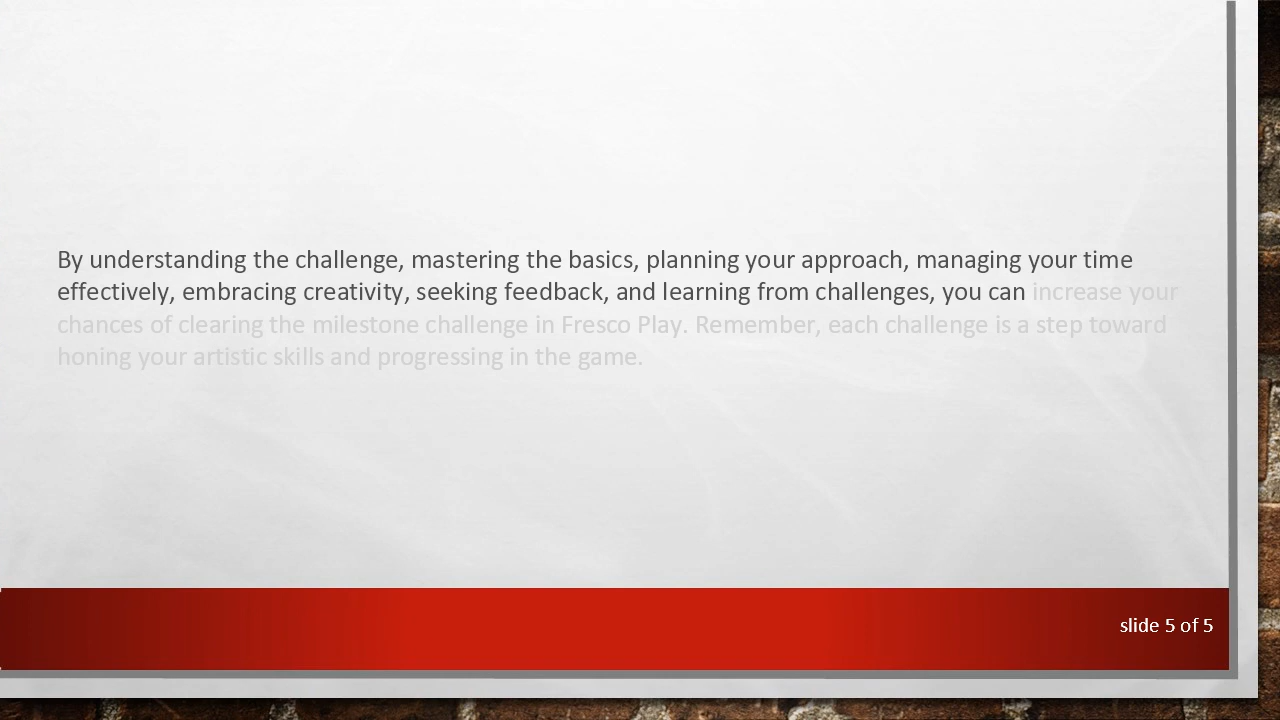 By understanding the challenge, mastering the basics, planning your approach, managing your time
effectively, embracing creativity, seeking feedback, and learning from challenges, you can increase your
chances of clearing the milestone challenge in Fresco Play. Remember, each challenge is a step toward
honing your artistic skills and progressing in the game.
slide 5 of 5